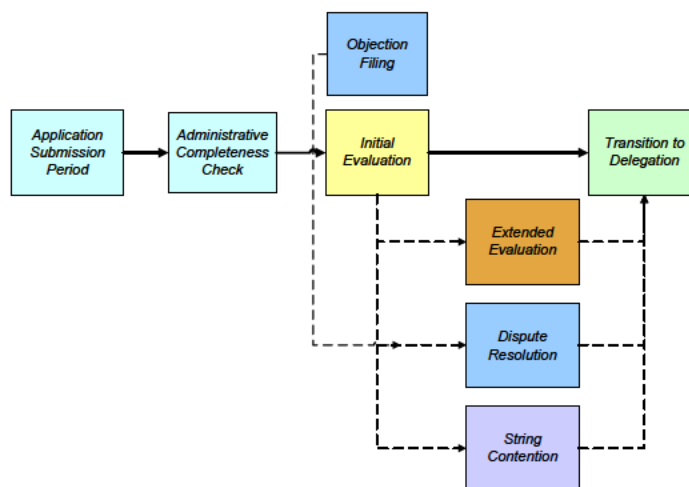 Objection
Filing
Application
Submission
Period
Administrative
Completeness
Check
Initial
Evaluation
Transition to
Delegation
Extended
Evaluation
Dispute
Resolution
String
Contention